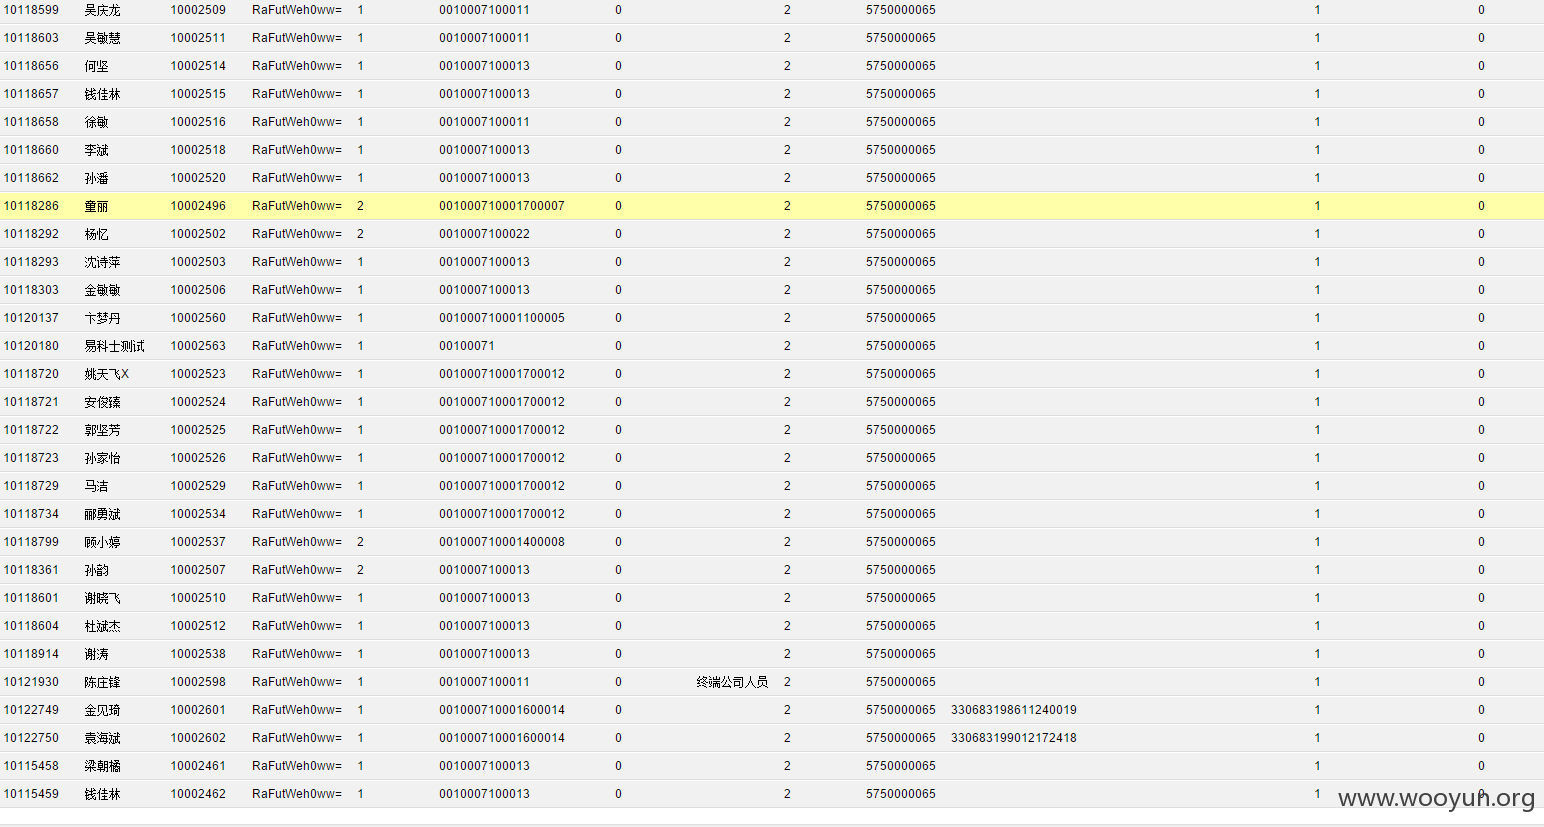 10118599 吴庆龙 10002509 RaFutWeh0ww= 1 0010007100011 0 2 5750000065 1 0
10118603 吴敏慧 10002511 RaFutWeh0ww= 1 0010007100011 0 2 5750000065 1 0
10118656 何坚 10002514 RaFutWeh0ww= 1 0010007100013 0 2 5750000065 1 0
10118657 钱佳林 10002515 RaFutWeh0ww= 1 0010007100013 0 2 5750000065 1 0
10118658 徐敏 10002516 RaFutWeh0ww= 1 0010007100011 0 2 5750000065 1 0
10118660 李斌 10002518 RaFutWeh0ww= 1 0010007100013 0 2 5750000065 1 0
10118662 孙潘 10002520 RaFutWeh0ww= 1 0010007100013 0 2 5750000065 1 0
10118286 童丽 10002496 RaFutWeh0ww= 2 001000710001700007 0 2 5750000065 1 0
10118292 杨忆 10002502 RaFutWeh0ww= 2 0010007100022 0 2 5750000065 1 0
10118293 沈诗萍 10002503 RaFutWeh0ww= 1 0010007100013 0 2 5750000065 1 0
10118303 金敏敏 10002506 RaFutWeh0ww= 1 0010007100013 0 2 5750000065 1 0
10120137 卞梦丹 10002560 RaFutWeh0ww= 1 001000710001100005 0 2 5750000065 1 0
10120180 易科士测试 10002563 RaFutWeh0ww= 1 00100071 0 2 5750000065 1 0
10118720 姚天飞X 10002523 RaFutWeh0ww= 1 001000710001700012 0 2 5750000065 1 0
10118721 安俊臻 10002524 RaFutWeh0ww= 1 001000710001700012 0 2 5750000065 1 0
10118722 郭坚芳 10002525 RaFutWeh0ww= 1 001000710001700012 0 2 5750000065 1 0
10118723 孙家怡 10002526 RaFutWeh0ww= 1 001000710001700012 0 2 5750000065 1 0
10118729 马洁 10002529 RaFutWeh0ww= 1 001000710001700012 0 2 5750000065 1 0
10118734 郦勇斌 10002534 RaFutWeh0ww= 1 001000710001700012 0 2 5750000065 1 0
10118799 顾小婷 10002537 RaFutWeh0ww= 2 001000710001400008 0 2 5750000065 1 0
10118361 孙韵 10002507 RaFutWeh0ww= 2 0010007100013 0 2 5750000065 1 0
10118601 谢晓飞 10002510 RaFutWeh0ww= 1 0010007100013 0 2 5750000065 1 0
10118604 杜斌杰 10002512 RaFutWeh0ww= 1 0010007100013 0 2 5750000065 1 0
10118914 谢涛 10002538 RaFutWeh0ww= 1 0010007100013 0 2 5750000065 1 0
10121930 陈庄锋 10002598 RaFutWeh0ww= 1 0010007100011 0 终端公司人员 2 5750000065 1 0
10122749 金见琦 10002601 RaFutWeh0ww= 1 001000710001600014 0 2 5750000065 330683198611240019 1 0
10122750 袁海斌 10002602 RaFutWeh0ww= 1 001000710001600014 0 2 5750000065 330683199012172418 1 0
10115458 梁朝橘 10002461 RaFutWeh0ww= 1 0010007100013 0 2 5750000065 1 0
10115459 钱佳林 10002462 RaFutWeh0ww= 1 0010007100013 0 2 5750000065 1 0
www.wooyun.org